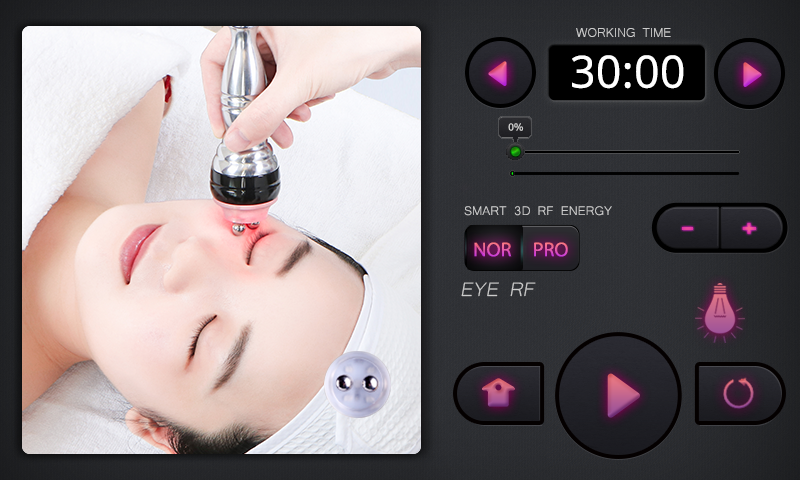 WORKING TIME
30:00
0%
SMART 3D RF ENERGY
NOR PRO
EYE RF